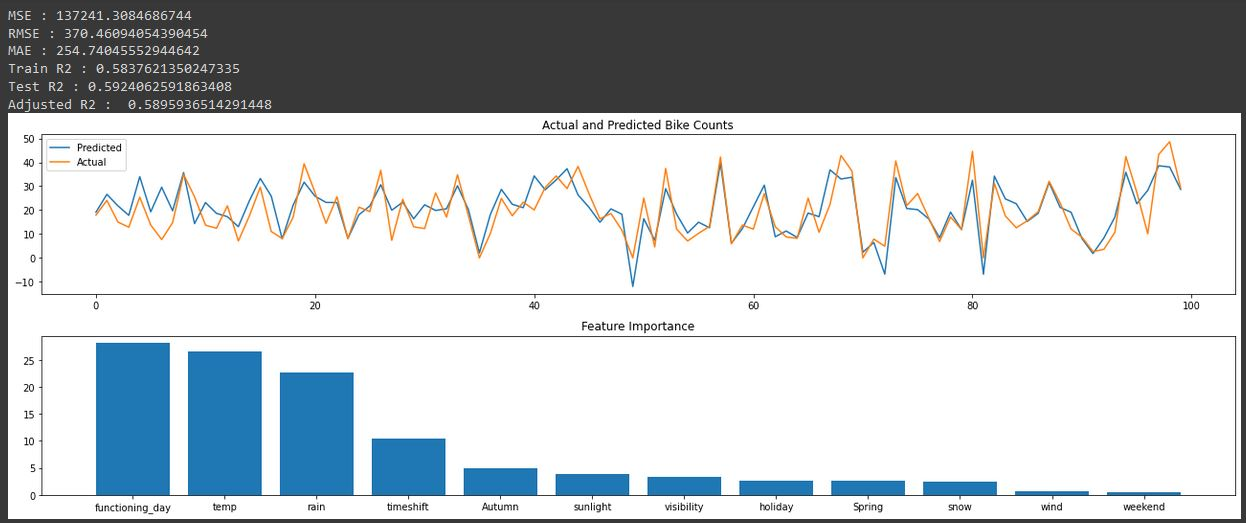 MSE : 137241.3084686744
RMSE : 370.46094054390454
MAE : 254.74045552944642
Train R2 : 0.5837621350247335
Test R2 : 0.5924062591863408
Adjusted R2 :  0.5895936514291448
Actual and Predicted Bike Counts
Predicted
Actual
50
40
30
20
10
0
−10
0 20 40 60 80 100
Feature Importance
25
20
15
10
5
0
functioning_day temp rain timeshift Autumn sunlight visibility holiday Spring snow wind weekend